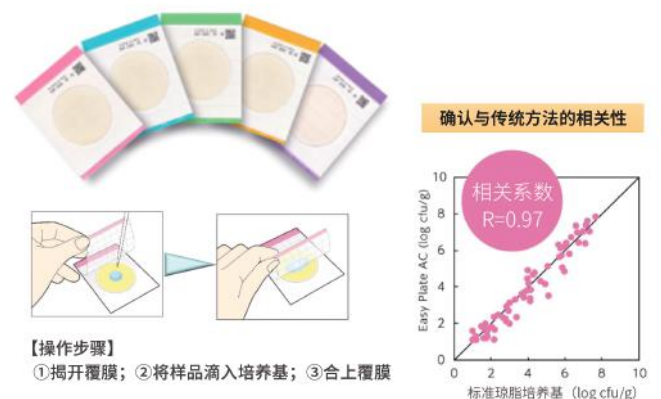 确认与传统方法的相关性
相关系数
R=0.97
Easy Plate AC (log cfu/g)
10
8
6
4
2
0
0 2 4 6 8 10
标准琼脂培养基（log cfu/g）
【操作步骤】
①揭开覆膜；②将样品滴入培养基；③合上覆膜